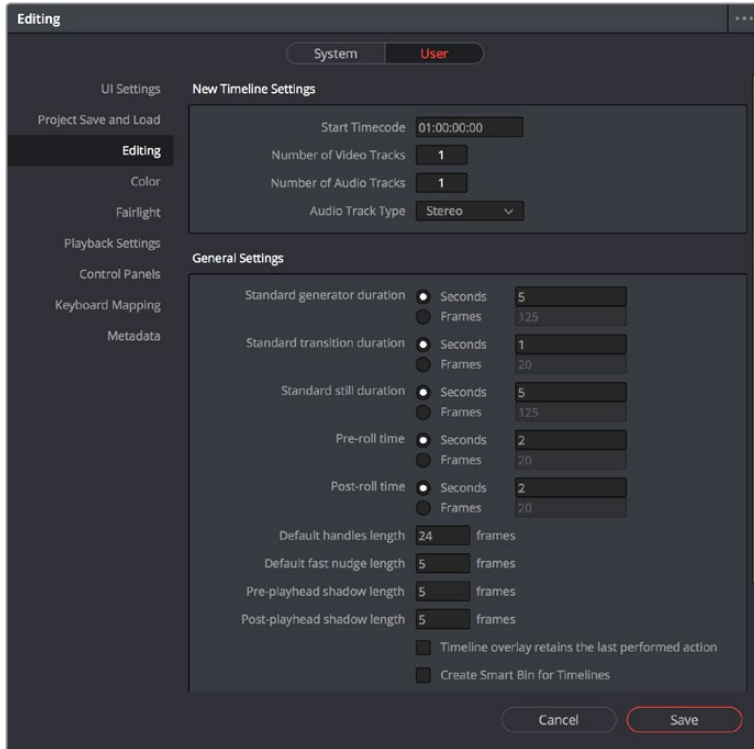 Editing
System User
UI Settings
Project Save and Load
Editing
Color
Fairlight
Playback Settings
Control Panels
Keyboard Mapping
Metadata
New Timeline Settings
Start Timecode 01:00:00:00
Number of Video Tracks 1
Number of Audio Tracks 1
Audio Track Type Stereo
General Settings
Standard generator duration Seconds 5
Frames 125
Standard transition duration Seconds 1
Frames 20
Standard still duration Seconds 5
Frames 125
Pre-roll time Seconds 2
Frames 20
Post-roll time Seconds 2
Frames 20
Default handles length 24 frames
Default fast nudge length 5 frames
Pre-playhead shadow length 5 frames
Post-playhead shadow length 5 frames
Timeline overlay retains the last performed action
Create Smart Bin for Timelines
Cancel Save